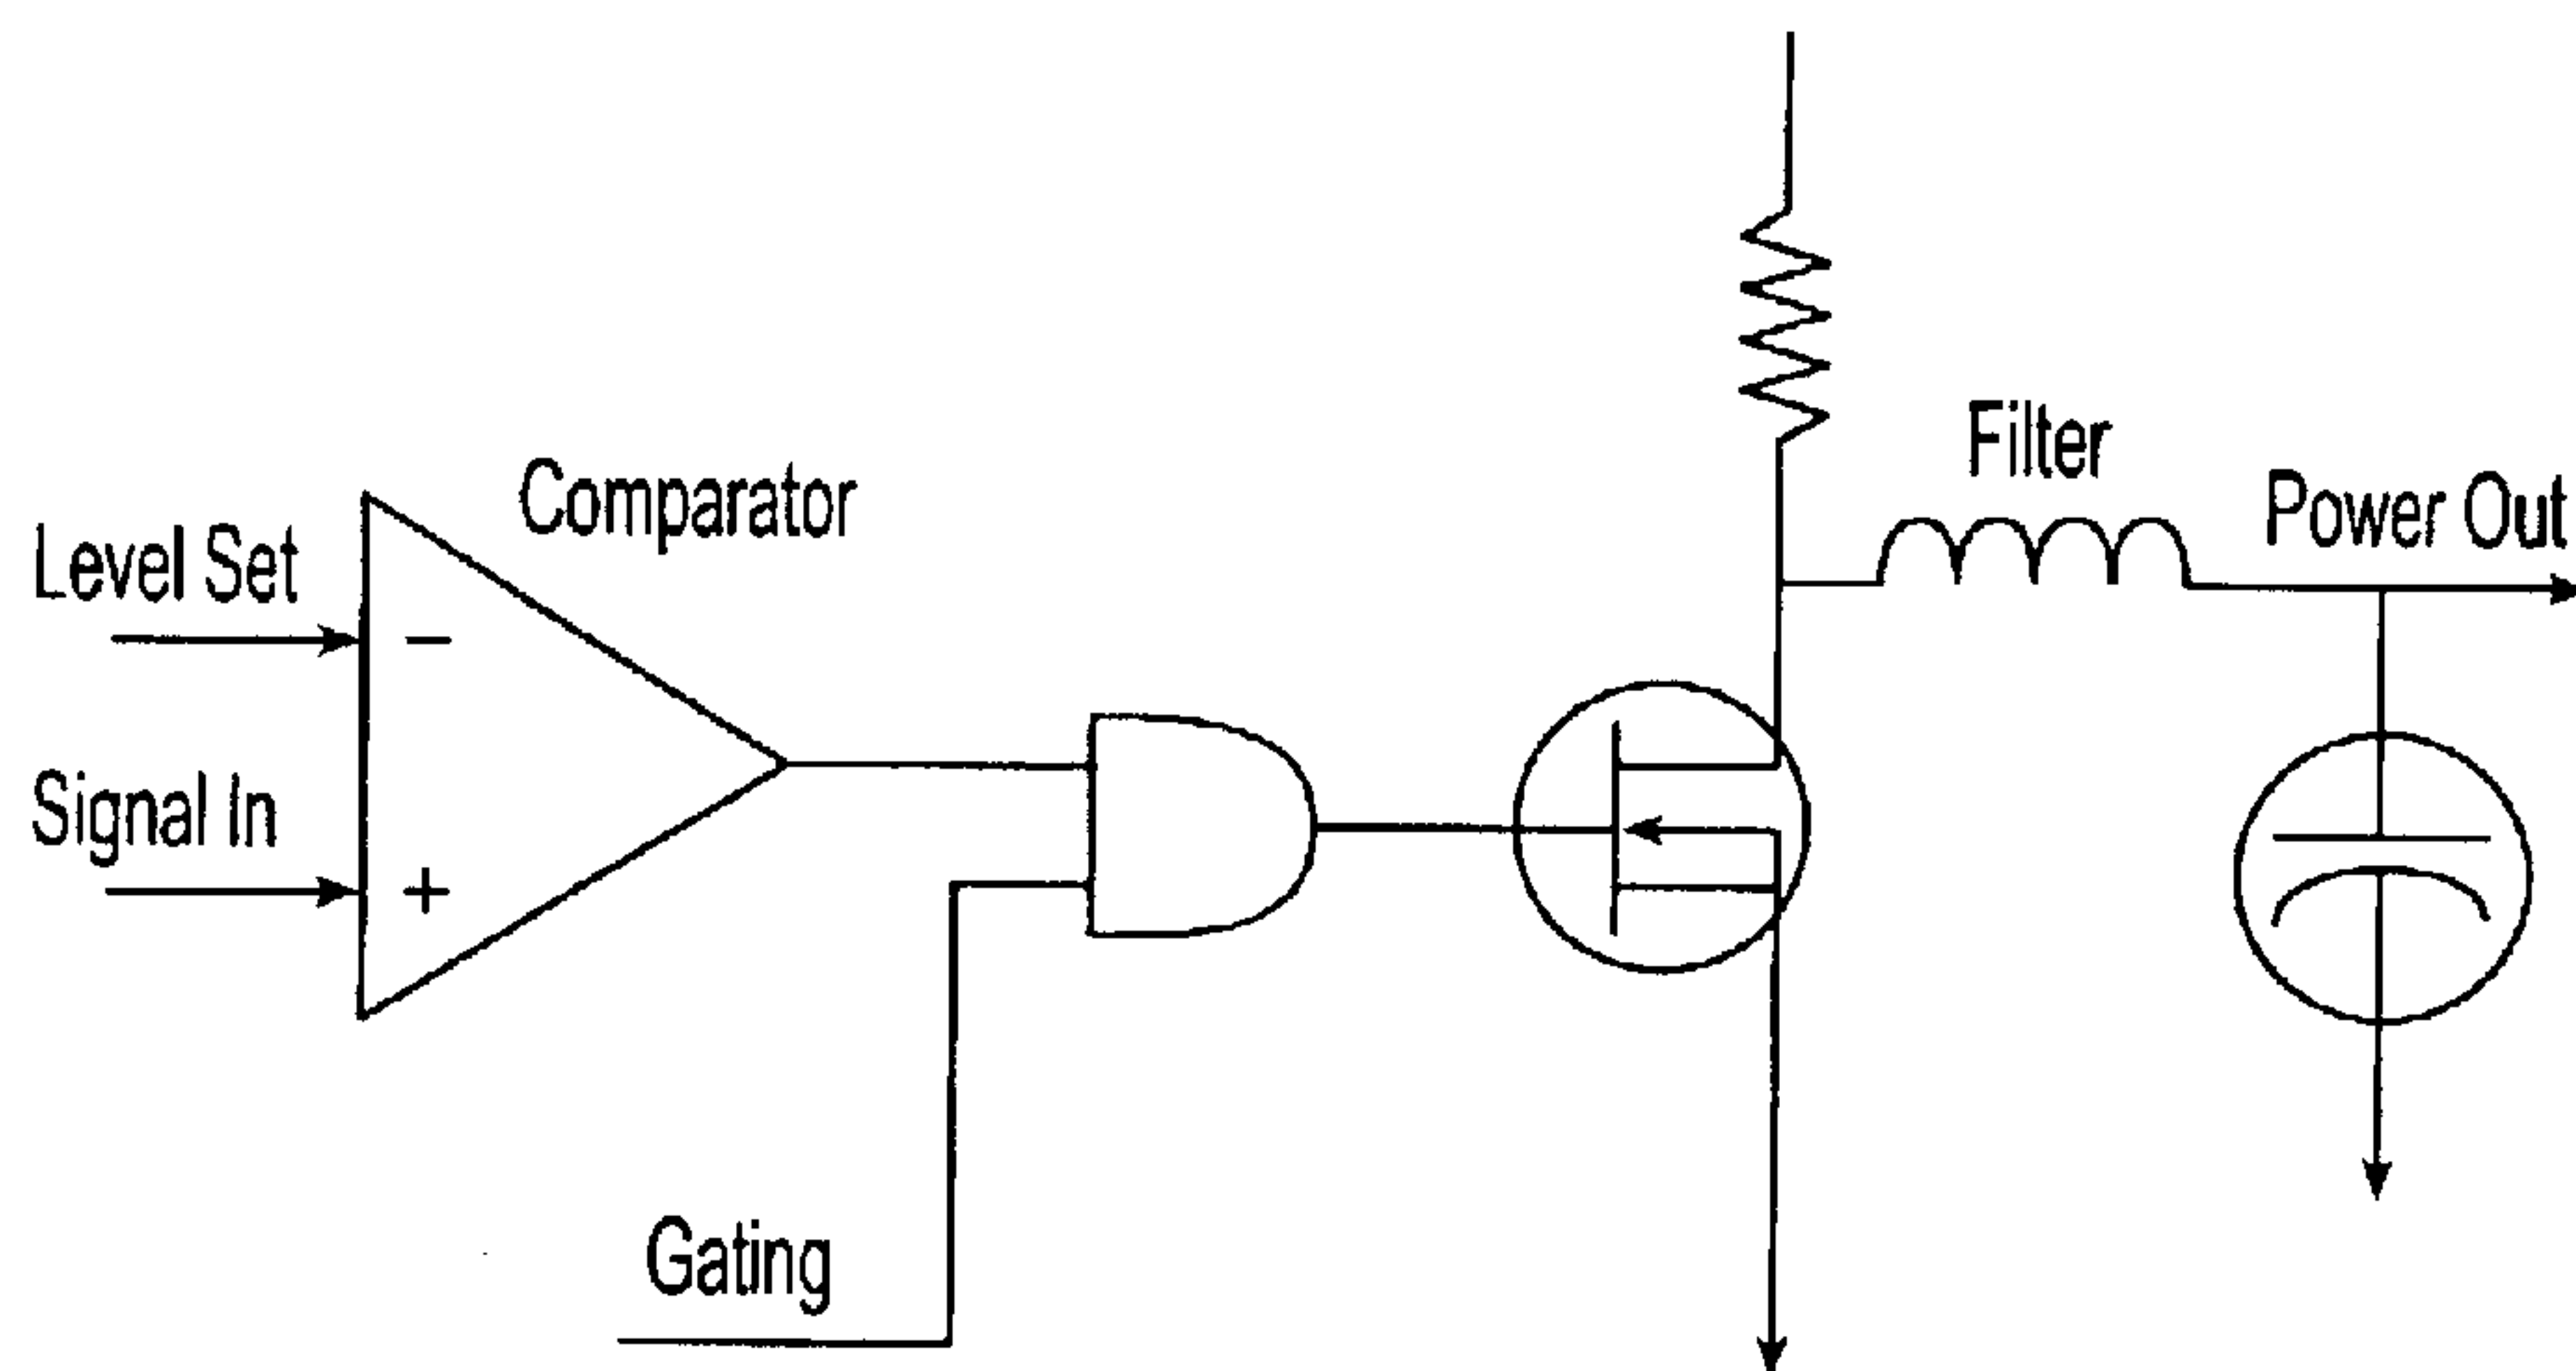 Comparator
Level Set
−
Signal In
+
Gating
Filter
Power Out